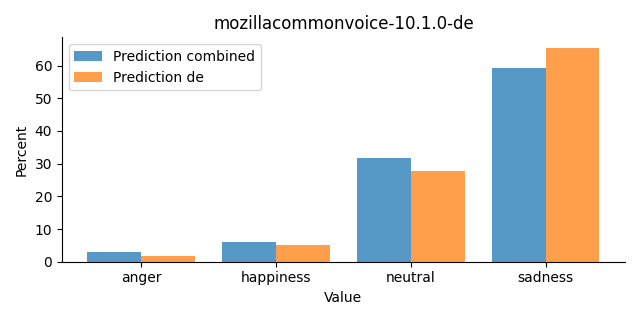 mozillacommonvoice-10.1.0-de
Prediction combined
Prediction de
Percent
60
50
40
30
20
10
0
anger happiness neutral sadness
Value